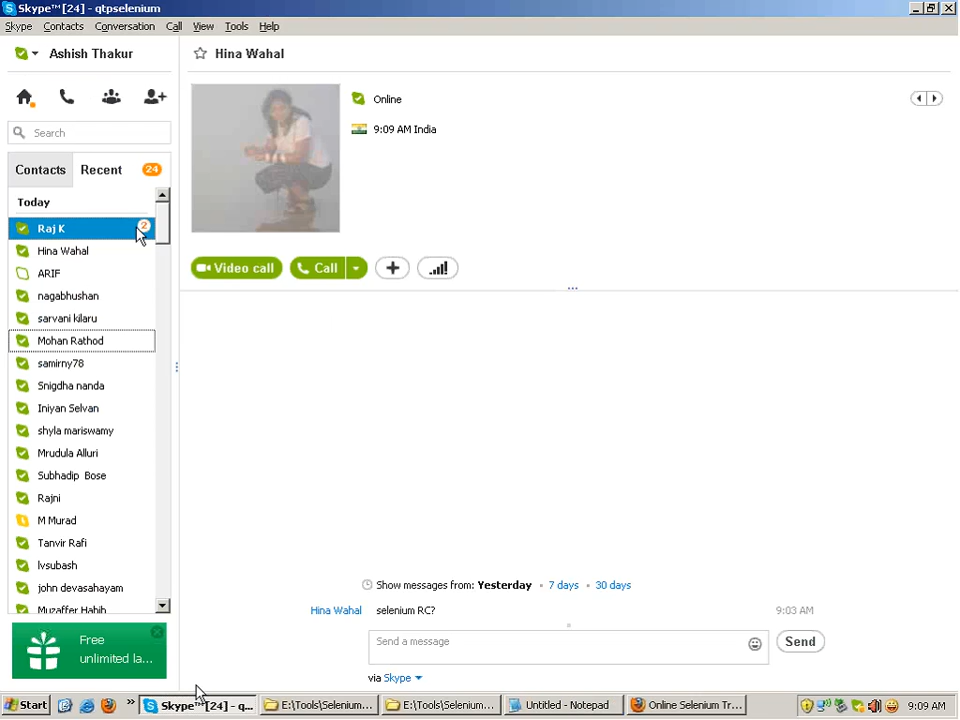 Skype™ [24] - qtpselenium
Skype Contacts Conversation Call View Tools Help
Ashish Thakur
Search
Contacts Recent 24
Today
Raj K 2
Hina Wahal
ARIF
nagabhushan
sarvani kilaru
Mohan Rathod
samirny78
Snigdha nanda
Iniyan Selvan
shyla mariswamy
Mrudula Alluri
Subhadip Bose
Rajni
M Murad
Tanvir Rafi
lvsubash
john devasahayam
Muzaffer Habib
Free
unlimited la...
Hina Wahal
Online
9:09 AM India
Video call Call
Show messages from: Yesterday • 7 days • 30 days
Hina Wahal selenium RC? 9:03 AM
Send a message Send
via Skype
Start Skype™ [24] - q... E:\Tools\Selenium... E:\Tools\Selenium... Untitled - Notepad Online Selenium Tr... 9:09 AM